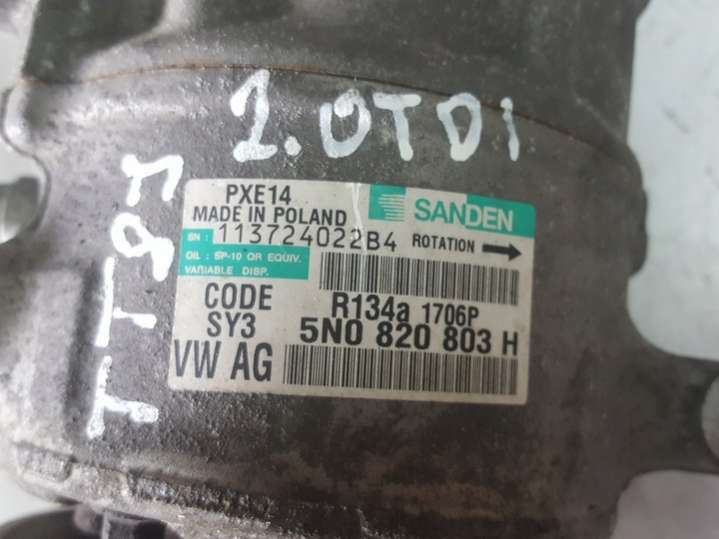 1.0TDI
PXE14
MADE IN POLAND
SANDEN
SN: 113724022B4
ROTATION
OIL: SP-10 OR EQUIV.
VARIABLE DISP.
CODE
SY3
R134a 1706P
5N0 820 803 H
VW AG